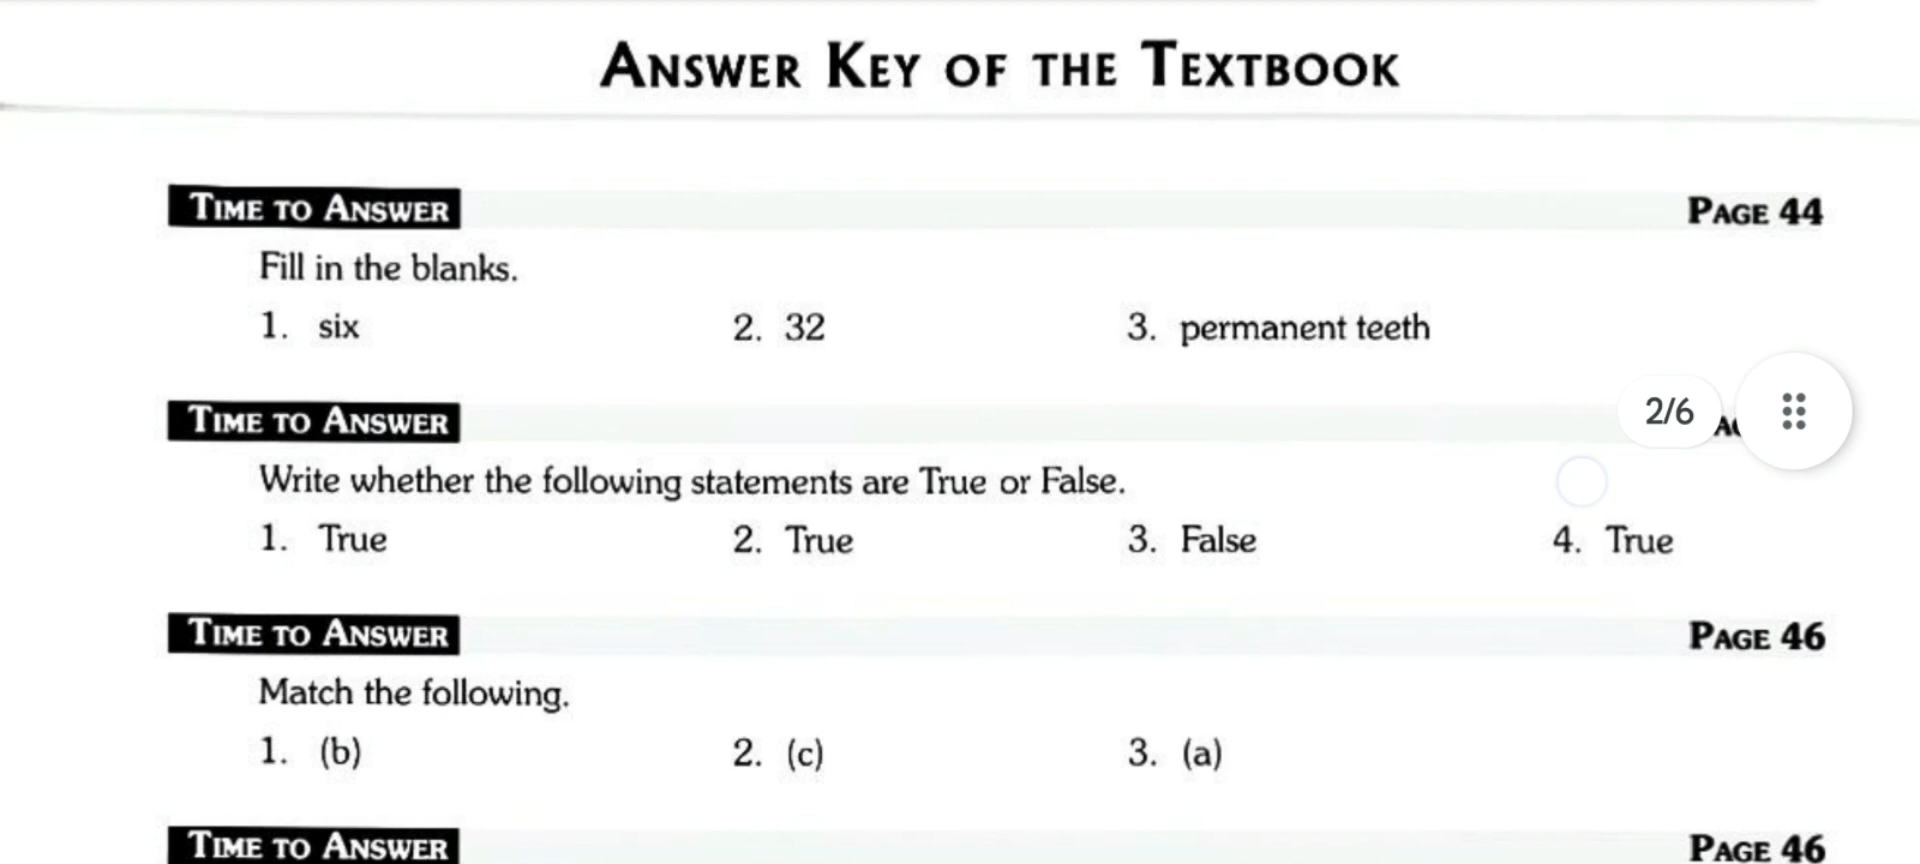 ANSWER KEY OF THE TEXTBOOK
TIME TO ANSWER PAGE 44
Fill in the blanks.
1. six 2. 32 3. permanent teeth
TIME TO ANSWER
2/6
Write whether the following statements are True or False.
1. True 2. True 3. False 4. True
TIME TO ANSWER PAGE 46
Match the following.
1. (b) 2. (c) 3. (a)
TIME TO ANSWER PAGE 46